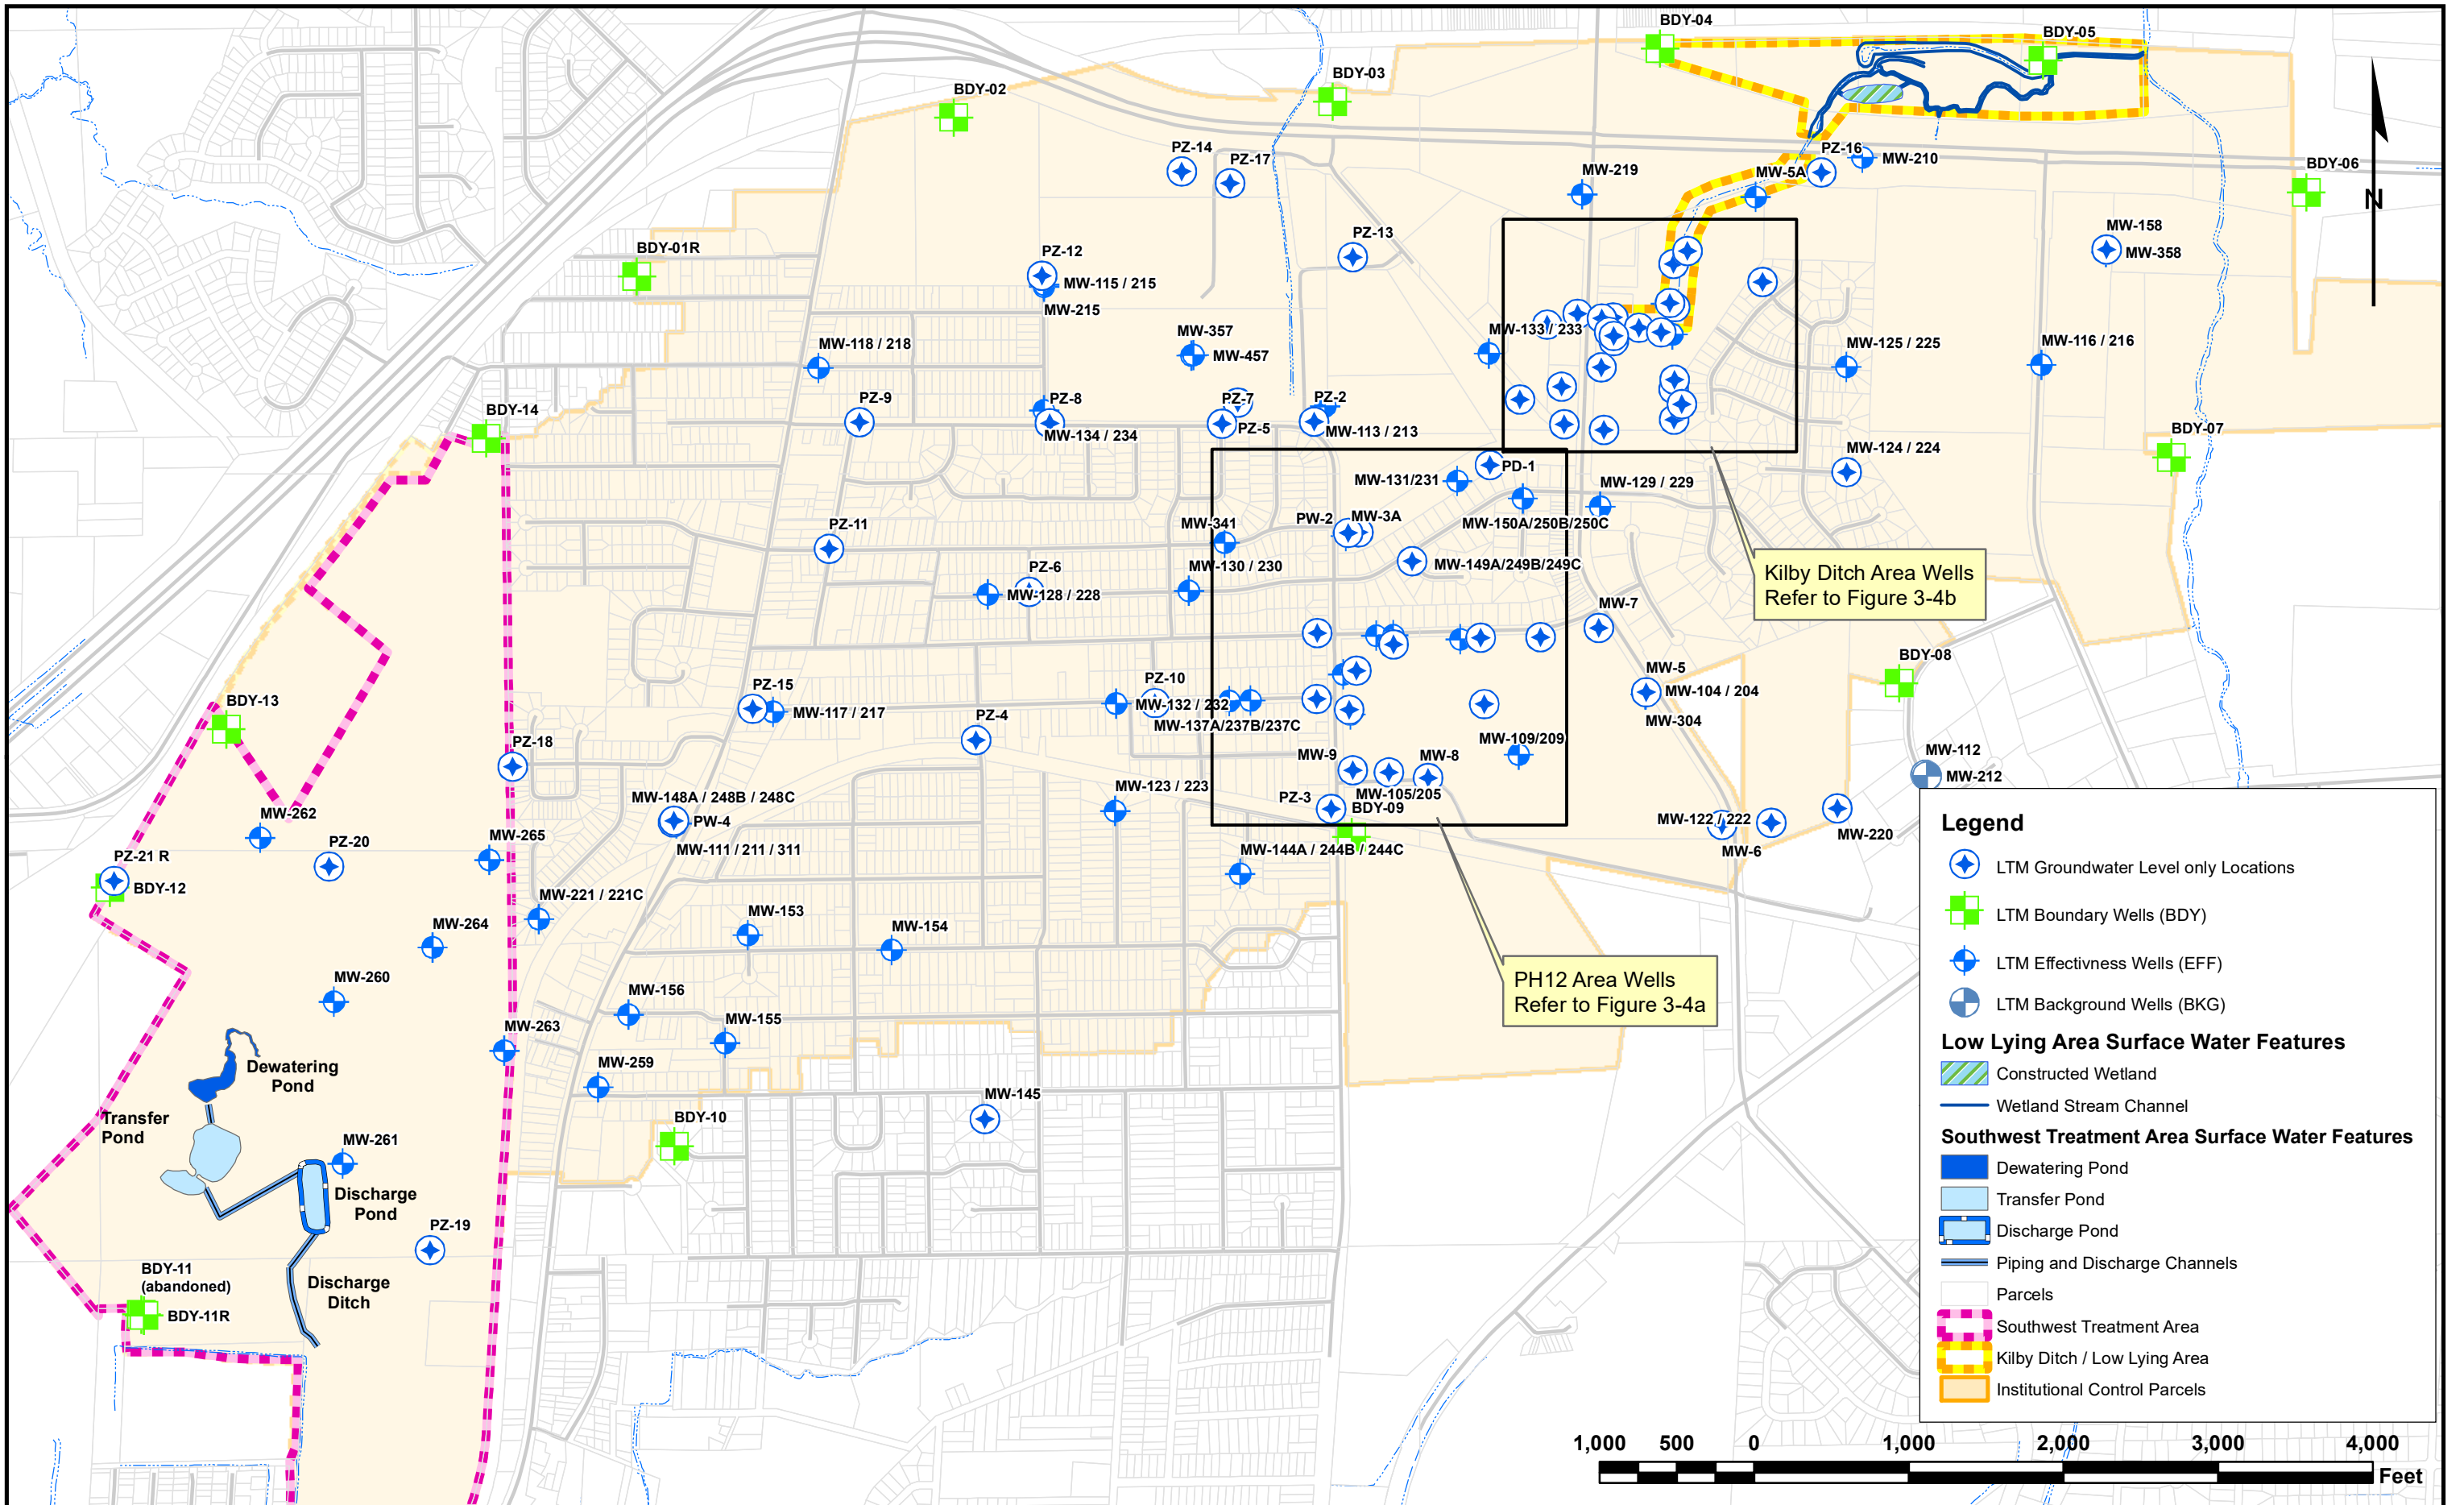 BDY-04
BDY-05
BDY-03
BDY-02
PZ-14
PZ-17
PZ-16
MW-210
MW-5A
MW-219
BDY-06
N
MW-158
MW-358
PZ-13
BDY-01R
PZ-12
MW-115 / 215
MW-215
MW-357
MW-457
MW-133 / 233
MW-118 / 218
MW-125 / 225
MW-116 / 216
BDY-14
PZ-9
PZ-8
MW-134 / 234
PZ-7
PZ-5
PZ-2
MW-113 / 213
BDY-07
MW-124 / 224
PD-1
MW-131/231
MW-129 / 229
MW-150A/250B/250C
PZ-11
MW-341
PW-2
MW-3A
MW-149A/249B/249C
MW-130 / 230
PZ-6
MW-128 / 228
Kilby Ditch Area Wells
Refer to Figure 3-4b
MW-7
BDY-08
MW-5
MW-104 / 204
MW-304
BDY-13
PZ-15
MW-117 / 217
PZ-10
MW-132 / 232
MW-137A/237B/237C
PZ-4
PZ-18
MW-109/209
MW-9
MW-8
MW-105/205
MW-112
MW-212
MW-123 / 223
PZ-3
BDY-09
MW-148A / 248B / 248C
PW-4
MW-111 / 211 / 311
MW-122 / 222
MW-6
MW-220
MW-262
PZ-20
MW-265
PZ-21 R
BDY-12
MW-144A / 244B / 244C
MW-221 / 221C
MW-264
MW-153
MW-154
MW-260
MW-156
MW-155
MW-263
PH12 Area Wells
Refer to Figure 3-4a
Dewatering
Pond
MW-259
MW-145
BDY-10
Transfer
Pond
MW-261
Discharge
Pond
PZ-19
BDY-11
(abandoned)
BDY-11R
Discharge
Ditch
Legend
LTM Groundwater Level only Locations
LTM Boundary Wells (BDY)
LTM Effectivness Wells (EFF)
LTM Background Wells (BKG)
Low Lying Area Surface Water Features
Constructed Wetland
Wetland Stream Channel
Southwest Treatment Area Surface Water Features
Dewatering Pond
Transfer Pond
Discharge Pond
Piping and Discharge Channels
Parcels
Southwest Treatment Area
Kilby Ditch / Low Lying Area
Institutional Control Parcels
1,000 500 0 1,000 2,000 3,000 4,000
Feet